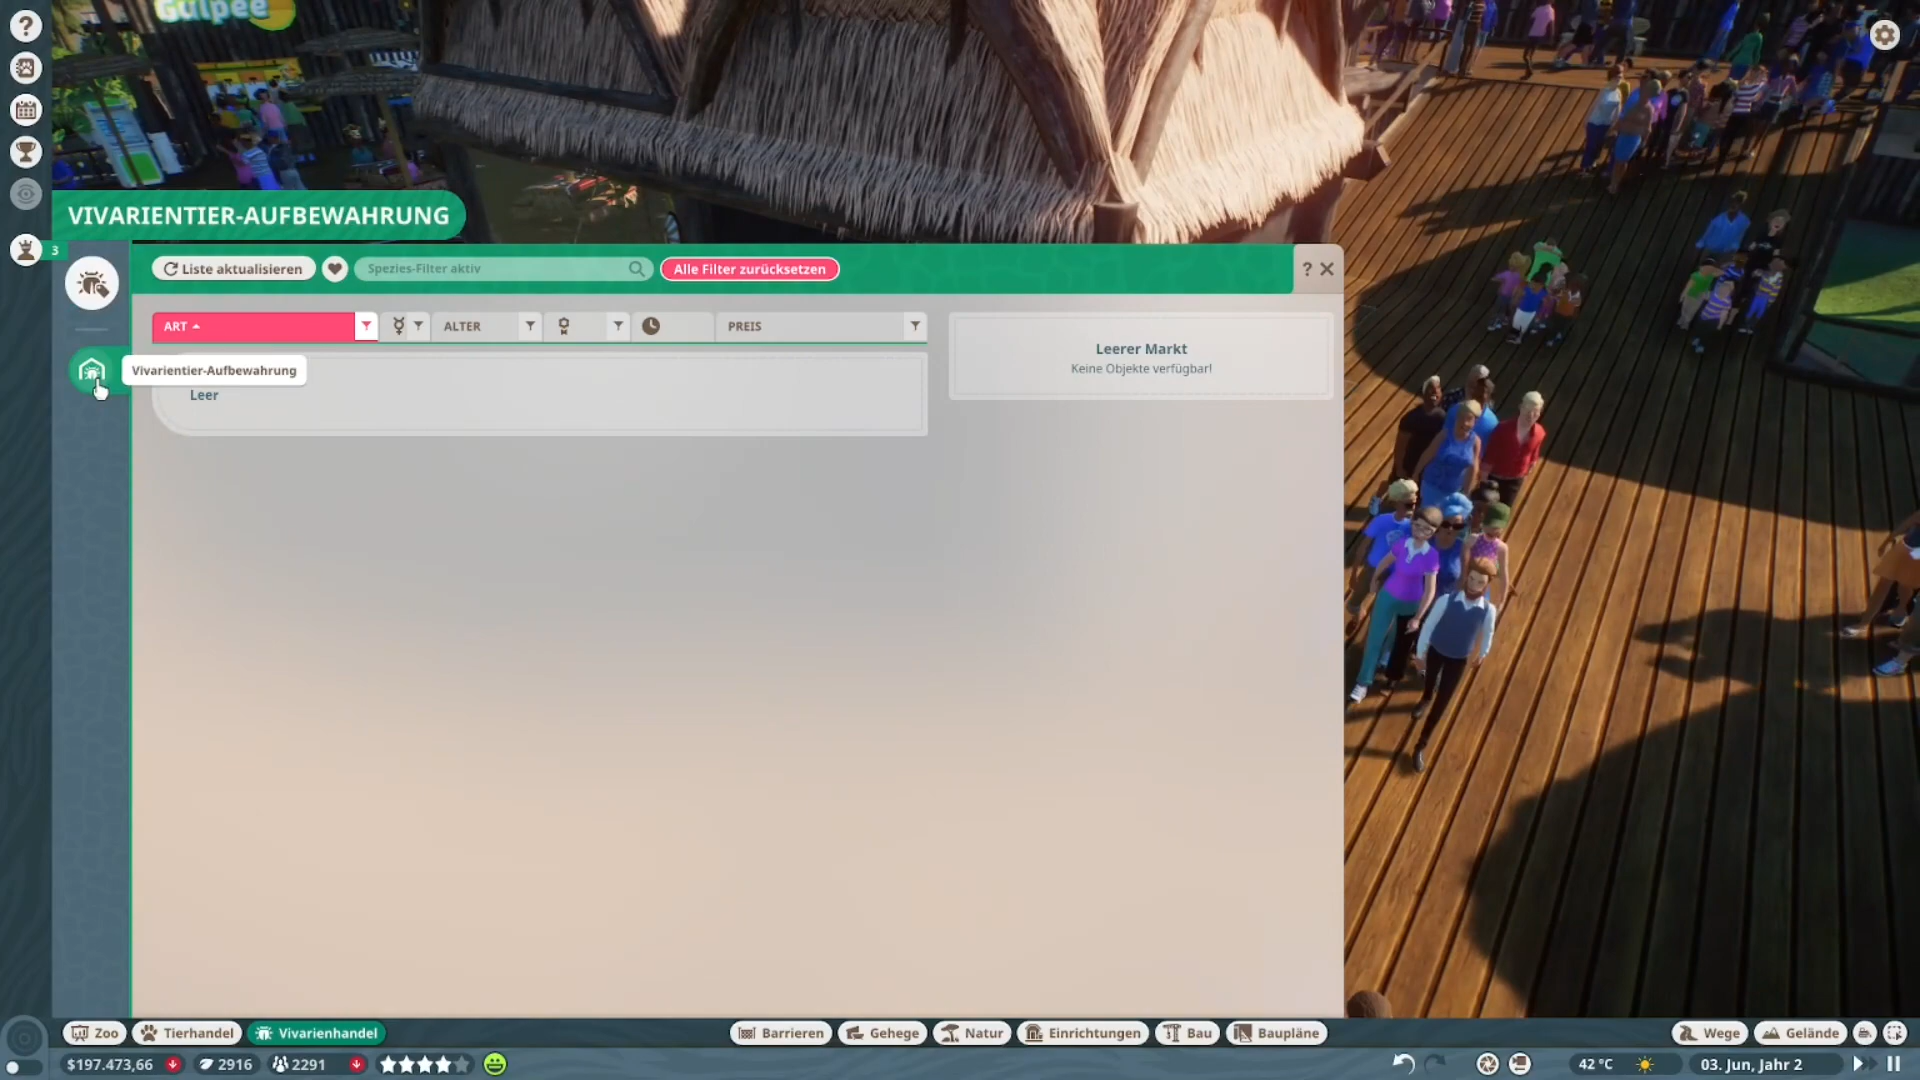 Gulpee
VIVARIENTIER-AUFBEWAHRUNG
3
Liste aktualisieren
Spezies-Filter aktiv
Alle Filter zurücksetzen
?
ART
ALTER
PREIS
Vivarientier-Aufbewahrung
Leer
Leerer Markt
Keine Objekte verfügbar!
Zoo
Tierhandel
Vivarienhandel
Barrieren
Gehege
Natur
Einrichtungen
Bau
Baupläne
Wege
Gelände
$197.473,66
2916
2291
42 °C
03. Jun, Jahr 2